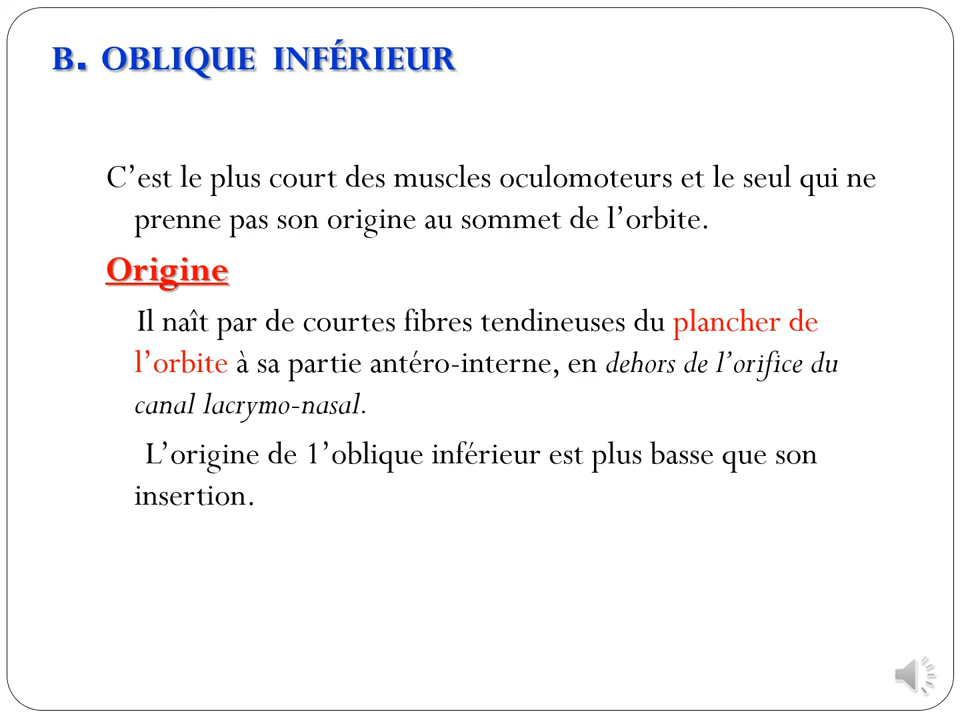 B. OBLIQUE INFÉRIEUR
C’est le plus court des muscles oculomoteurs et le seul qui ne
prenne pas son origine au sommet de l’orbite.
Origine
Il naît par de courtes fibres tendineuses du plancher de
l’orbite à sa partie antéro-interne, en dehors de l’orifice du
canal lacrymo-nasal.
L’origine de 1’oblique inférieur est plus basse que son
insertion.